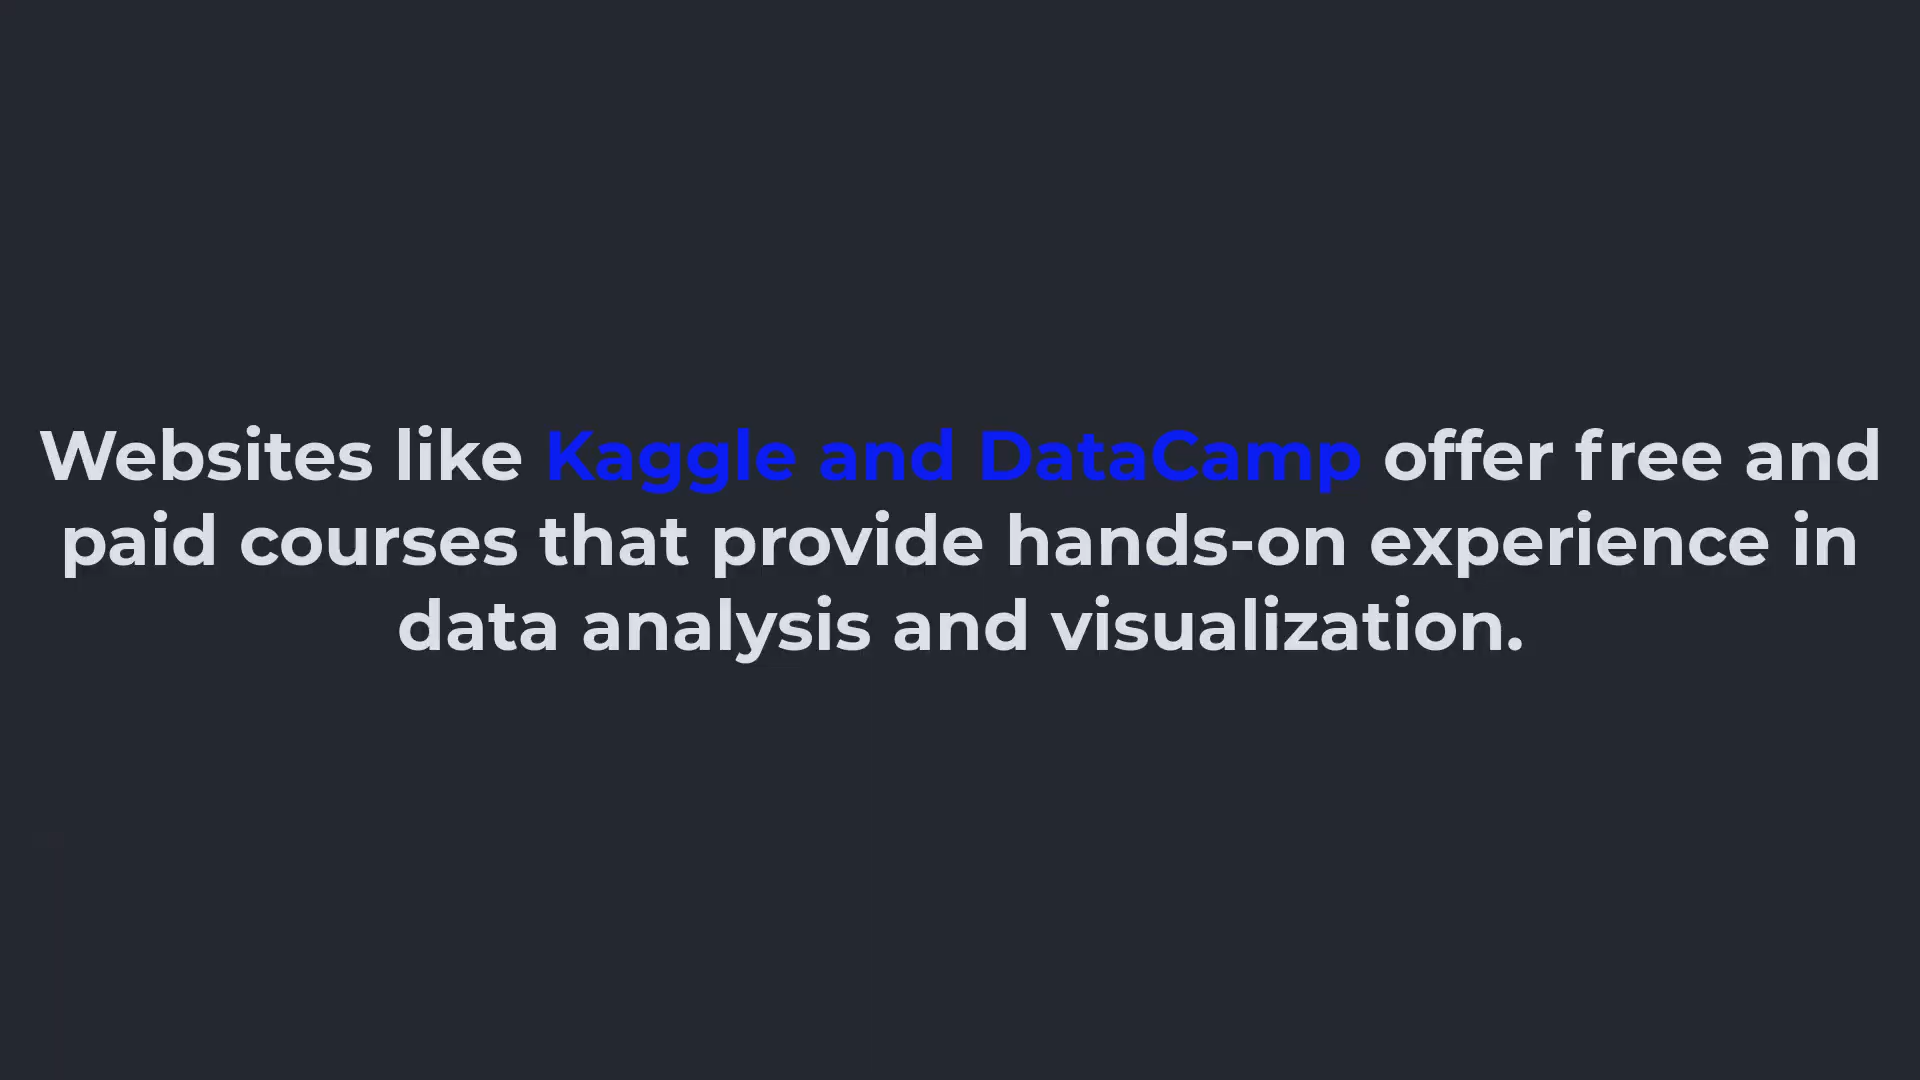 Websites like Kaggle and DataCamp offer free and
paid courses that provide hands-on experience in
data analysis and visualization.